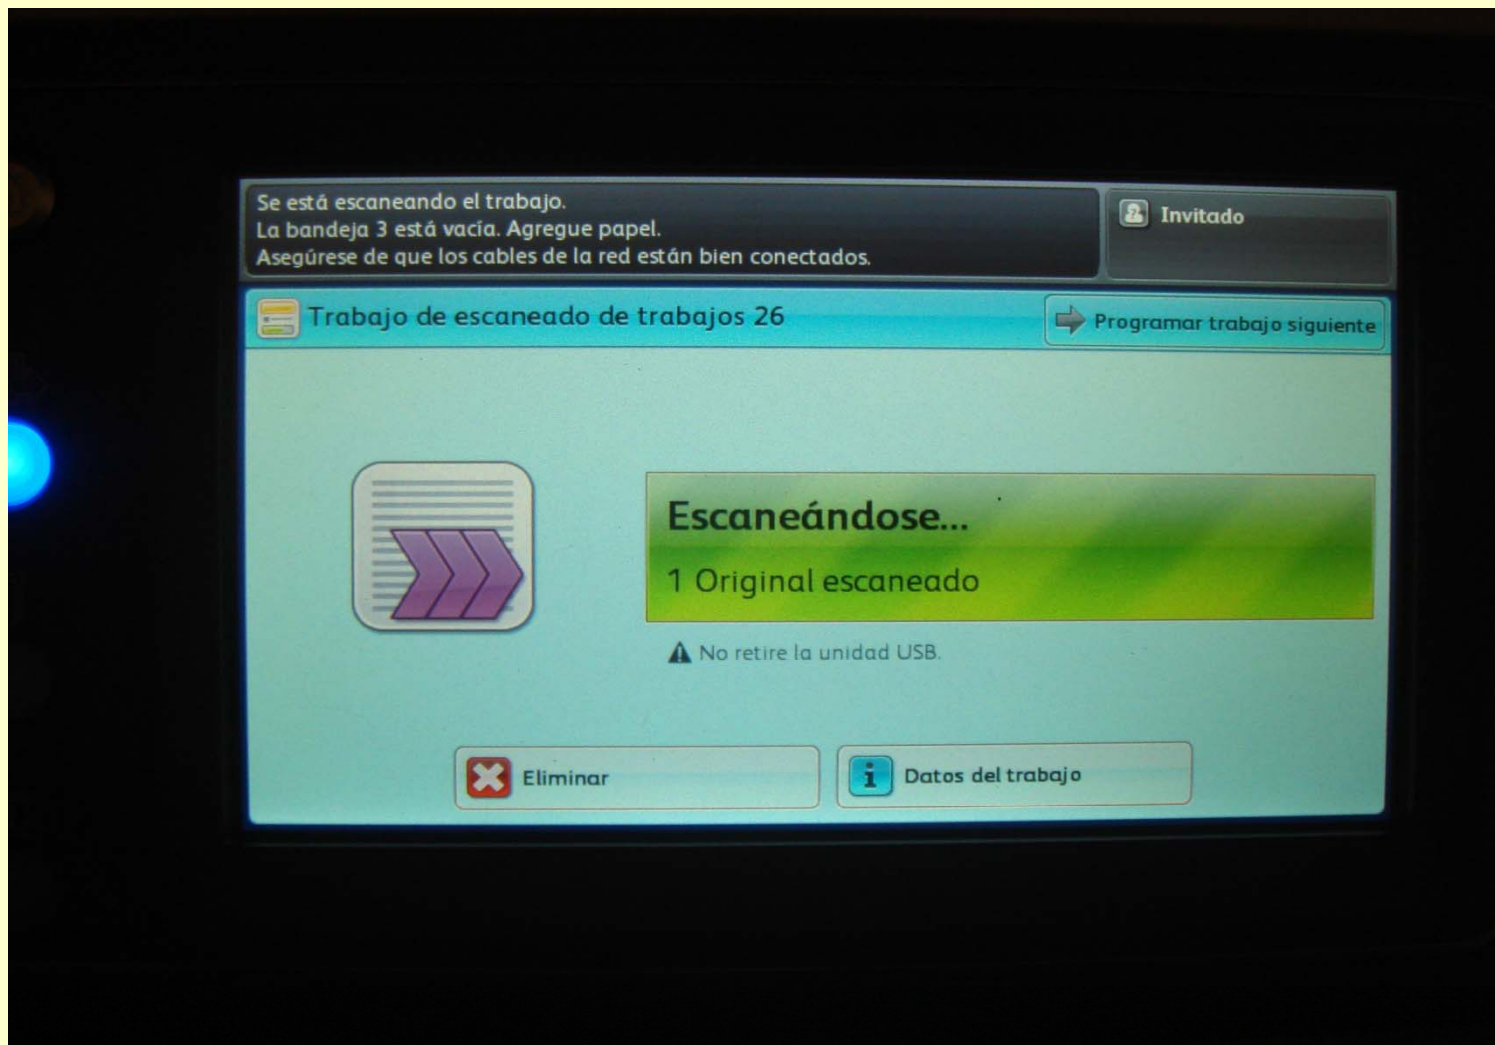 Se está escaneando el trabajo.
La bandeja 3 está vacía. Agregue papel.
Asegúrese de que los cables de la red están bien conectados.
Invitado
Trabajo de escaneado de trabajos 26
Programar trabajo siguiente
Escaneándose...
1 Original escaneado
No retire la unidad USB.
Eliminar
Datos del trabajo